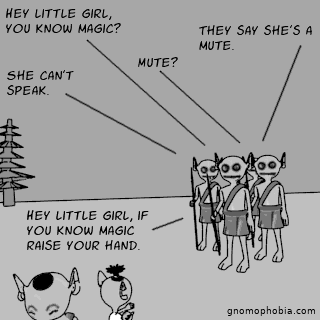 HEY LITTLE GIRL,
YOU KNOW MAGIC?
THEY SAY SHE'S A
MUTE.
MUTE?
SHE CAN'T
SPEAK.
HEY LITTLE GIRL, IF
YOU KNOW MAGIC
RAISE YOUR HAND.
gnomophobia.com